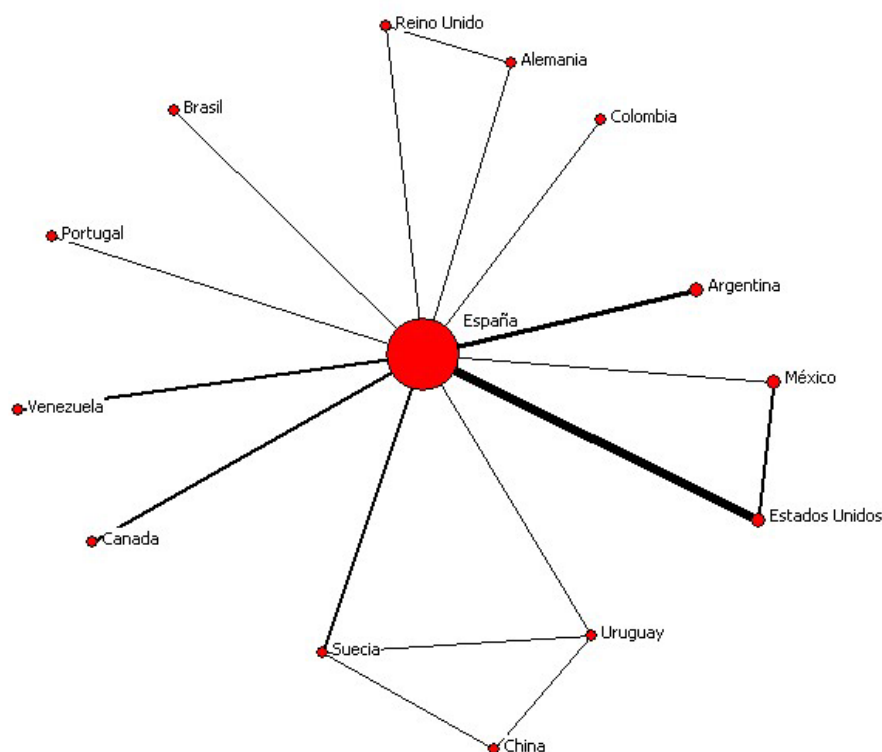 Reino Unido
Alemania
Brasil
Colombia
Portugal
Argentina
España
México
Venezuela
Estados Unidos
Canada
Uruguay
Suecia
China